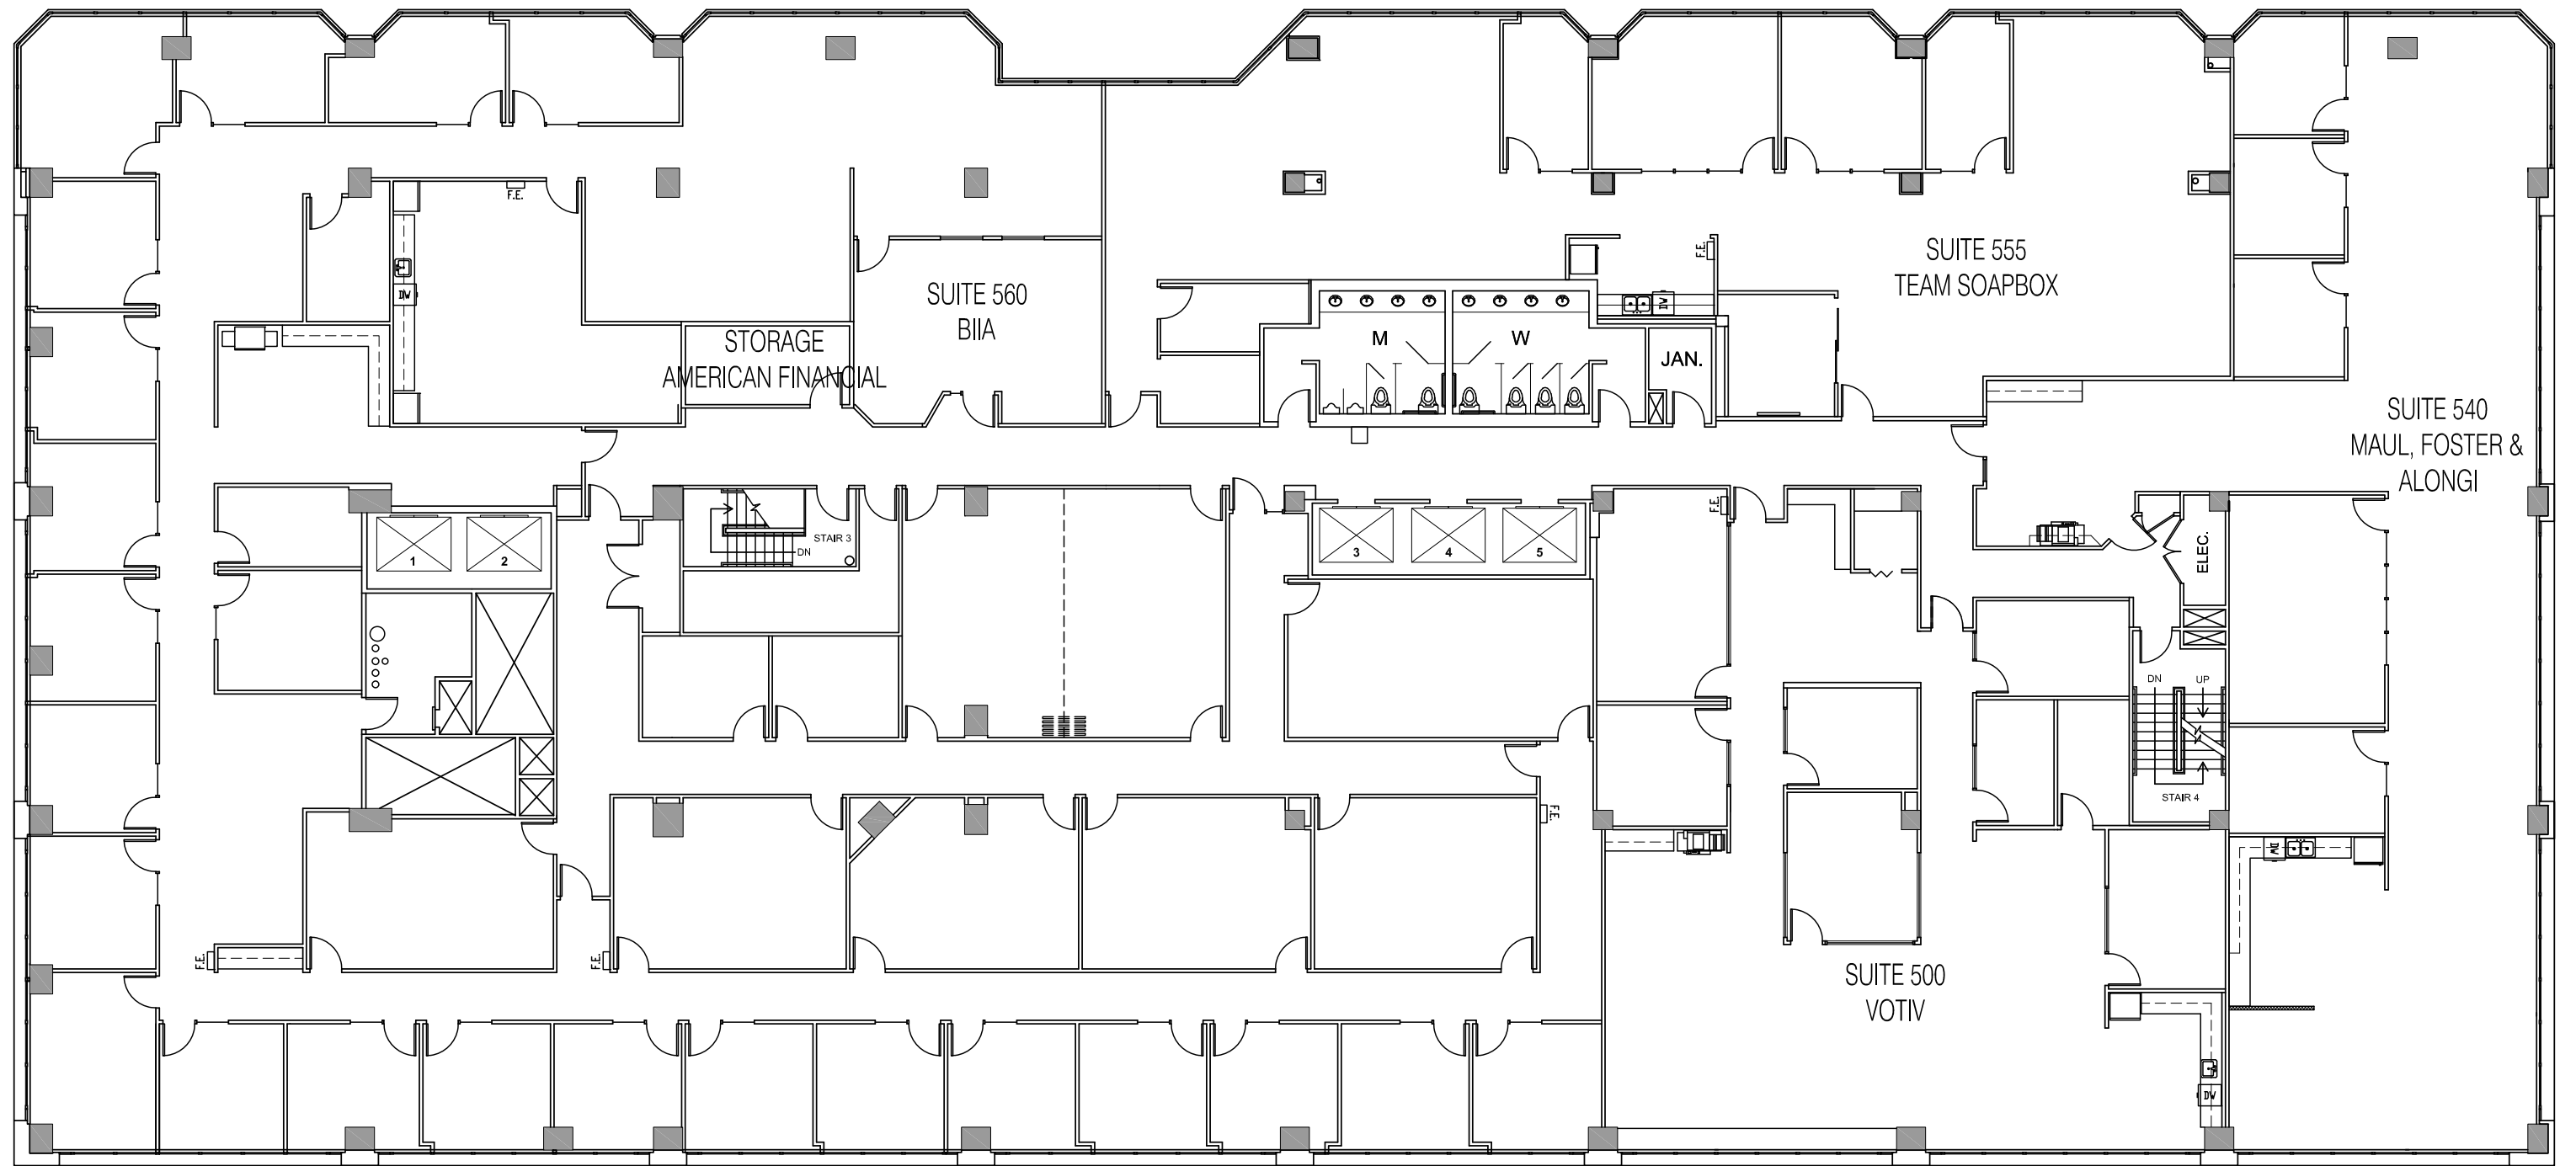 F.E.
DW
SUITE 560
BIIA
STORAGE
AMERICAN FINANCIAL
M
W
JAN.
F.E.
DW
SUITE 555
TEAM SOAPBOX
SUITE 540
MAUL, FOSTER &
ALONGI
1
2
STAIR 3
DN
3
4
5
F.E.
ELEC.
DN
UP
STAIR 4
F.E.
DW
F.E.
F.E.
SUITE 500
VOTIV
DW